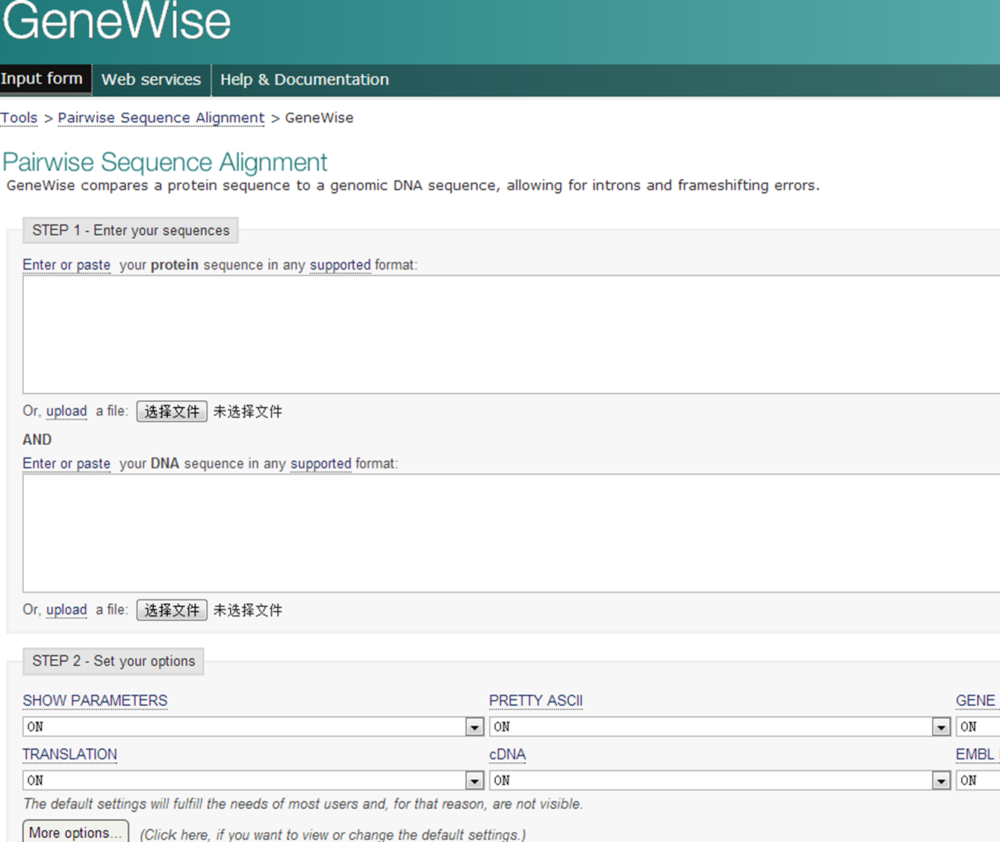 GeneWise
Input form Web services Help & Documentation
Tools > Pairwise Sequence Alignment > GeneWise
Pairwise Sequence Alignment
GeneWise compares a protein sequence to a genomic DNA sequence, allowing for introns and frameshifting errors.
STEP 1 - Enter your sequences
Enter or paste your protein sequence in any supported format:
Or, upload a file: 选择文件 未选择文件
AND
Enter or paste your DNA sequence in any supported format:
Or, upload a file: 选择文件 未选择文件
STEP 2 - Set your options
SHOW PARAMETERS PRETTY ASCII GENE
ON ON ON
TRANSLATION cDNA EMBL
ON ON ON
The default settings will fulfill the needs of most users and, for that reason, are not visible.
More options... (Click here, if you want to view or change the default settings.)